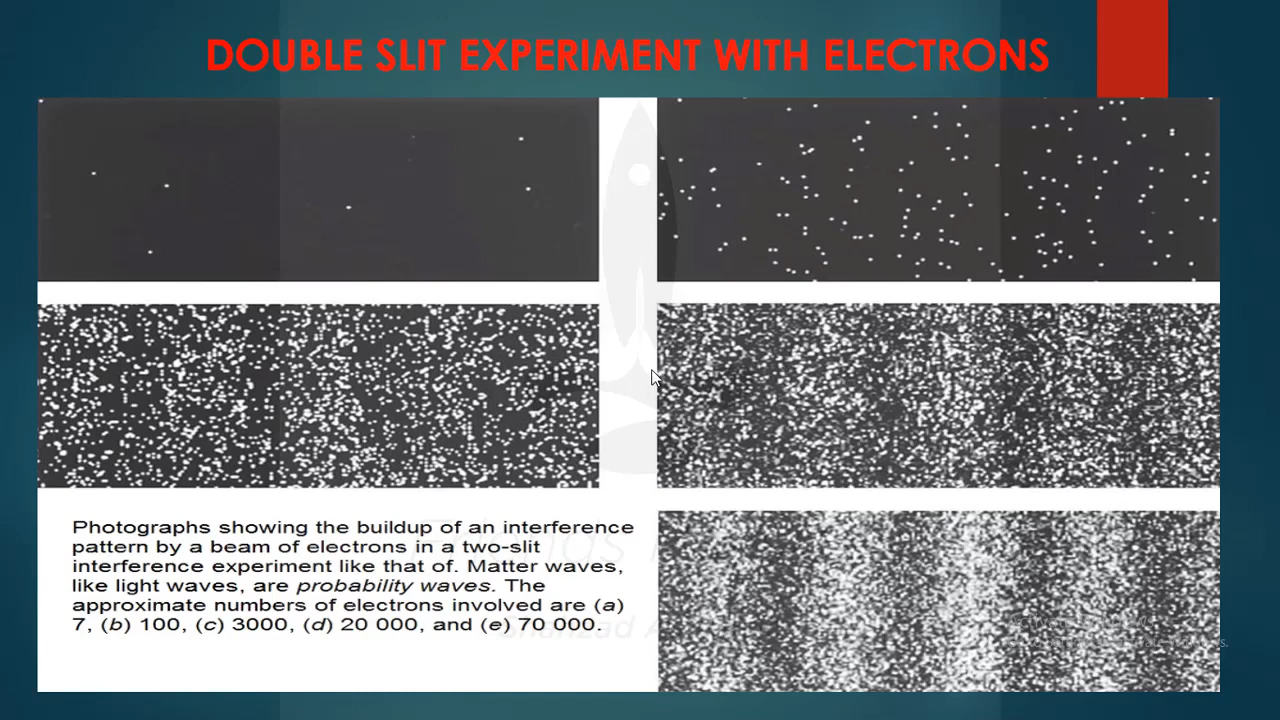 DOUBLE SLIT EXPERIMENT WITH ELECTRONS
Photographs showing the buildup of an interference
pattern by a beam of electrons in a two-slit
interference experiment like that of. Matter waves,
like light waves, are probability waves. The
approximate numbers of electrons involved are (a)
7, (b) 100, (c) 3000, (d) 20 000, and (e) 70 000.